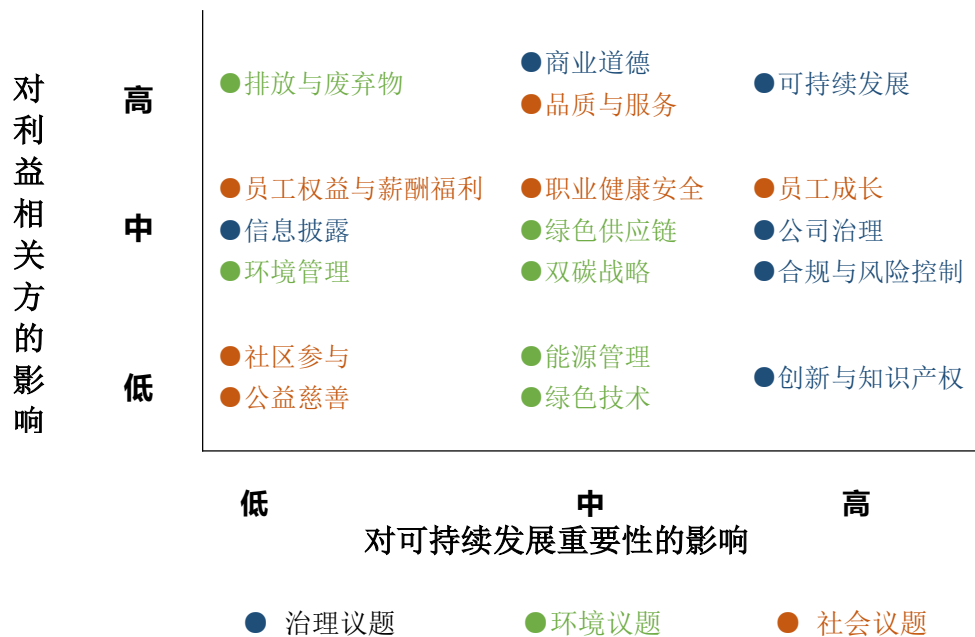 对利益相关方的影响
高
●排放与废弃物
●商业道德
●品质与服务
●可持续发展
中
●员工权益与薪酬福利
●信息披露
●环境管理
●职业健康安全
●绿色供应链
●双碳战略
●员工成长
●公司治理
●合规与风险控制
低
●社区参与
●公益慈善
●能源管理
●绿色技术
●创新与知识产权
低 中 高
对可持续发展重要性的影响
● 治理议题 ●环境议题 ● 社会议题